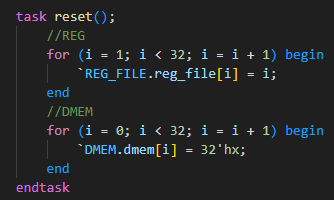 task reset();
    //REG
    for (i = 1; i < 32; i = i + 1) begin
        `REG_FILE.reg_file[i] = i;
    end
    //DMEM
    for (i = 0; i < 32; i = i + 1) begin
        `DMEM.dmem[i] = 32'hx;
    end
endtask